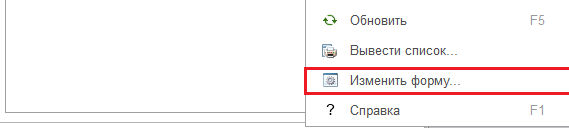 Обновить F5
Вывести список...
Изменить форму...
? Справка F1